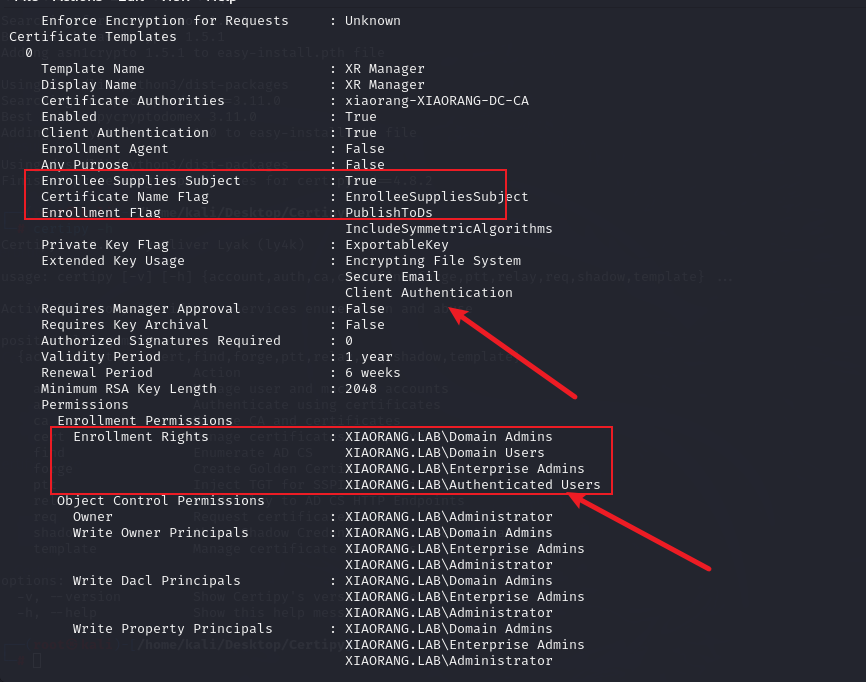 Enforce Encryption for Requests : Unknown
Certificate Templates
0
Template Name : XR Manager
Display Name : XR Manager
Certificate Authorities : xiaorang-XIAORANG-DC-CA
Enabled : True
Client Authentication : True
Enrollment Agent : False
Any Purpose : False
Enrollee Supplies Subject : True
Certificate Name Flag : EnrolleeSuppliesSubject
Enrollment Flag : PublishToDs
IncludeSymmetricAlgorithms
Private Key Flag : ExportableKey
Extended Key Usage : Encrypting File System
Secure Email
Client Authentication
Requires Manager Approval : False
Requires Key Archival : False
Authorized Signatures Required : 0
Validity Period : 1 year
Renewal Period : 6 weeks
Minimum RSA Key Length : 2048
Permissions
Enrollment Permissions
Enrollment Rights : XIAORANG.LAB\Domain Admins
XIAORANG.LAB\Domain Users
XIAORANG.LAB\Enterprise Admins
XIAORANG.LAB\Authenticated Users
Object Control Permissions
Owner : XIAORANG.LAB\Administrator
Write Owner Principals : XIAORANG.LAB\Domain Admins
XIAORANG.LAB\Enterprise Admins
XIAORANG.LAB\Administrator
Write Dacl Principals : XIAORANG.LAB\Domain Admins
XIAORANG.LAB\Enterprise Admins
XIAORANG.LAB\Administrator
Write Property Principals : XIAORANG.LAB\Domain Admins
XIAORANG.LAB\Enterprise Admins
XIAORANG.LAB\Administrator